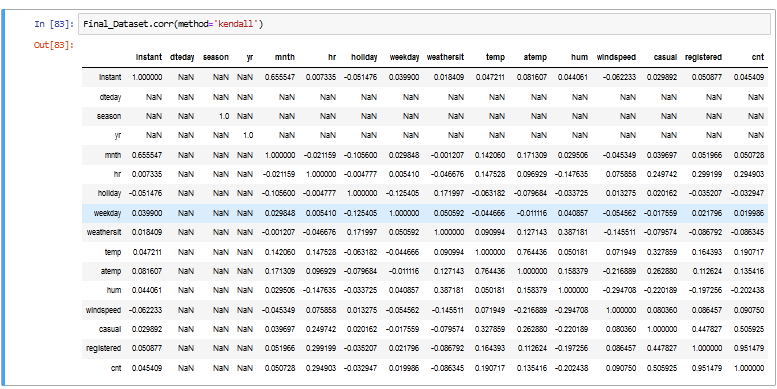 In [83]: Final_Dataset.corr(method='kendall')
Out[83]:
instant dteday season yr mnth hr holiday weekday weathersit temp atemp hum windspeed casual registered cnt
instant 1.000000 NaN NaN NaN 0.655547 0.007335 -0.051476 0.039900 0.018409 0.047211 0.081607 0.044061 -0.062233 0.029892 0.050877 0.045409
dteday NaN NaN NaN NaN NaN NaN NaN NaN NaN NaN NaN NaN NaN NaN NaN NaN
season NaN NaN 1.0 NaN NaN NaN NaN NaN NaN NaN NaN NaN NaN NaN NaN NaN
yr NaN NaN NaN 1.0 NaN NaN NaN NaN NaN NaN NaN NaN NaN NaN NaN NaN
mnth 0.655547 NaN NaN NaN 1.000000 -0.021159 -0.105600 0.029848 -0.001207 0.142060 0.171309 0.029506 -0.045349 0.039697 0.051966 0.050728
hr 0.007335 NaN NaN NaN -0.021159 1.000000 -0.004777 0.005410 -0.046676 0.147528 0.096929 -0.147635 0.075858 0.249742 0.299199 0.294903
holiday -0.051476 NaN NaN NaN -0.105600 -0.004777 1.000000 -0.125405 0.171997 -0.063182 -0.079684 -0.033725 0.013275 0.020162 -0.035207 -0.032947
weekday 0.039900 NaN NaN NaN 0.029848 0.005410 -0.125405 1.000000 0.050592 -0.044666 -0.011116 0.040857 -0.054562 -0.017559 0.021796 0.019986
weathersit 0.018409 NaN NaN NaN -0.001207 -0.046676 0.171997 0.050592 1.000000 0.090994 0.127143 0.387181 -0.145511 -0.079574 -0.086792 -0.086345
temp 0.047211 NaN NaN NaN 0.142060 0.147528 -0.063182 -0.044666 0.090994 1.000000 0.764436 0.050181 0.071949 0.327859 0.164393 0.190717
atemp 0.081607 NaN NaN NaN 0.171309 0.096929 -0.079684 -0.011116 0.127143 0.764436 1.000000 0.158379 -0.216889 0.262880 0.112624 0.135416
hum 0.044061 NaN NaN NaN 0.029506 -0.147635 -0.033725 0.040857 0.387181 0.050181 0.158379 1.000000 -0.294708 -0.220189 -0.197256 -0.202438
windspeed -0.062233 NaN NaN NaN -0.045349 0.075858 0.013275 -0.054562 -0.145511 0.071949 -0.216889 -0.294708 1.000000 0.080360 0.086457 0.090750
casual 0.029892 NaN NaN NaN 0.039697 0.249742 0.020162 -0.017559 -0.079574 0.327859 0.262880 -0.220189 0.080360 1.000000 0.447827 0.505925
registered 0.050877 NaN NaN NaN 0.051966 0.299199 -0.035207 0.021796 -0.086792 0.164393 0.112624 -0.197256 0.086457 0.447827 1.000000 0.951479
cnt 0.045409 NaN NaN NaN 0.050728 0.294903 -0.032947 0.019986 -0.086345 0.190717 0.135416 -0.202438 0.090750 0.505925 0.951479 1.000000